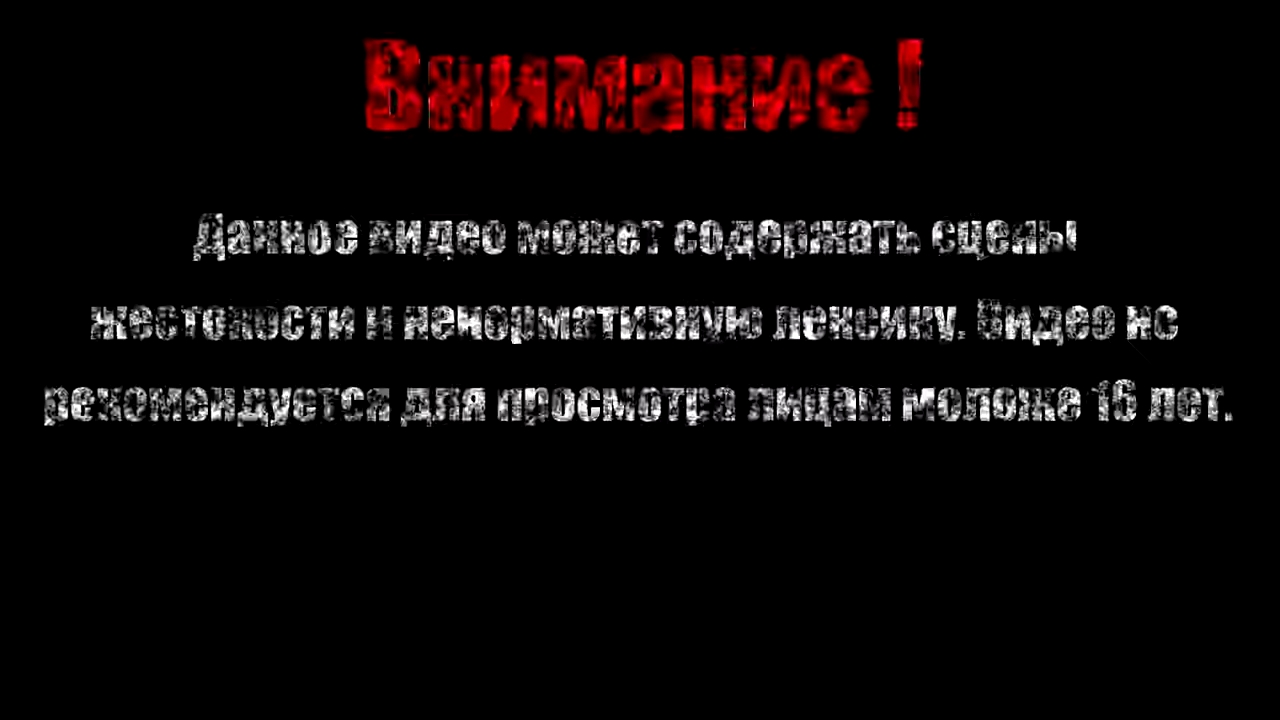 Внимание !
Данное видео может содержать сцены
жестокости и ненормативную лексику. Видео не
рекомендуется для просмотра лицам моложе 16 лет.